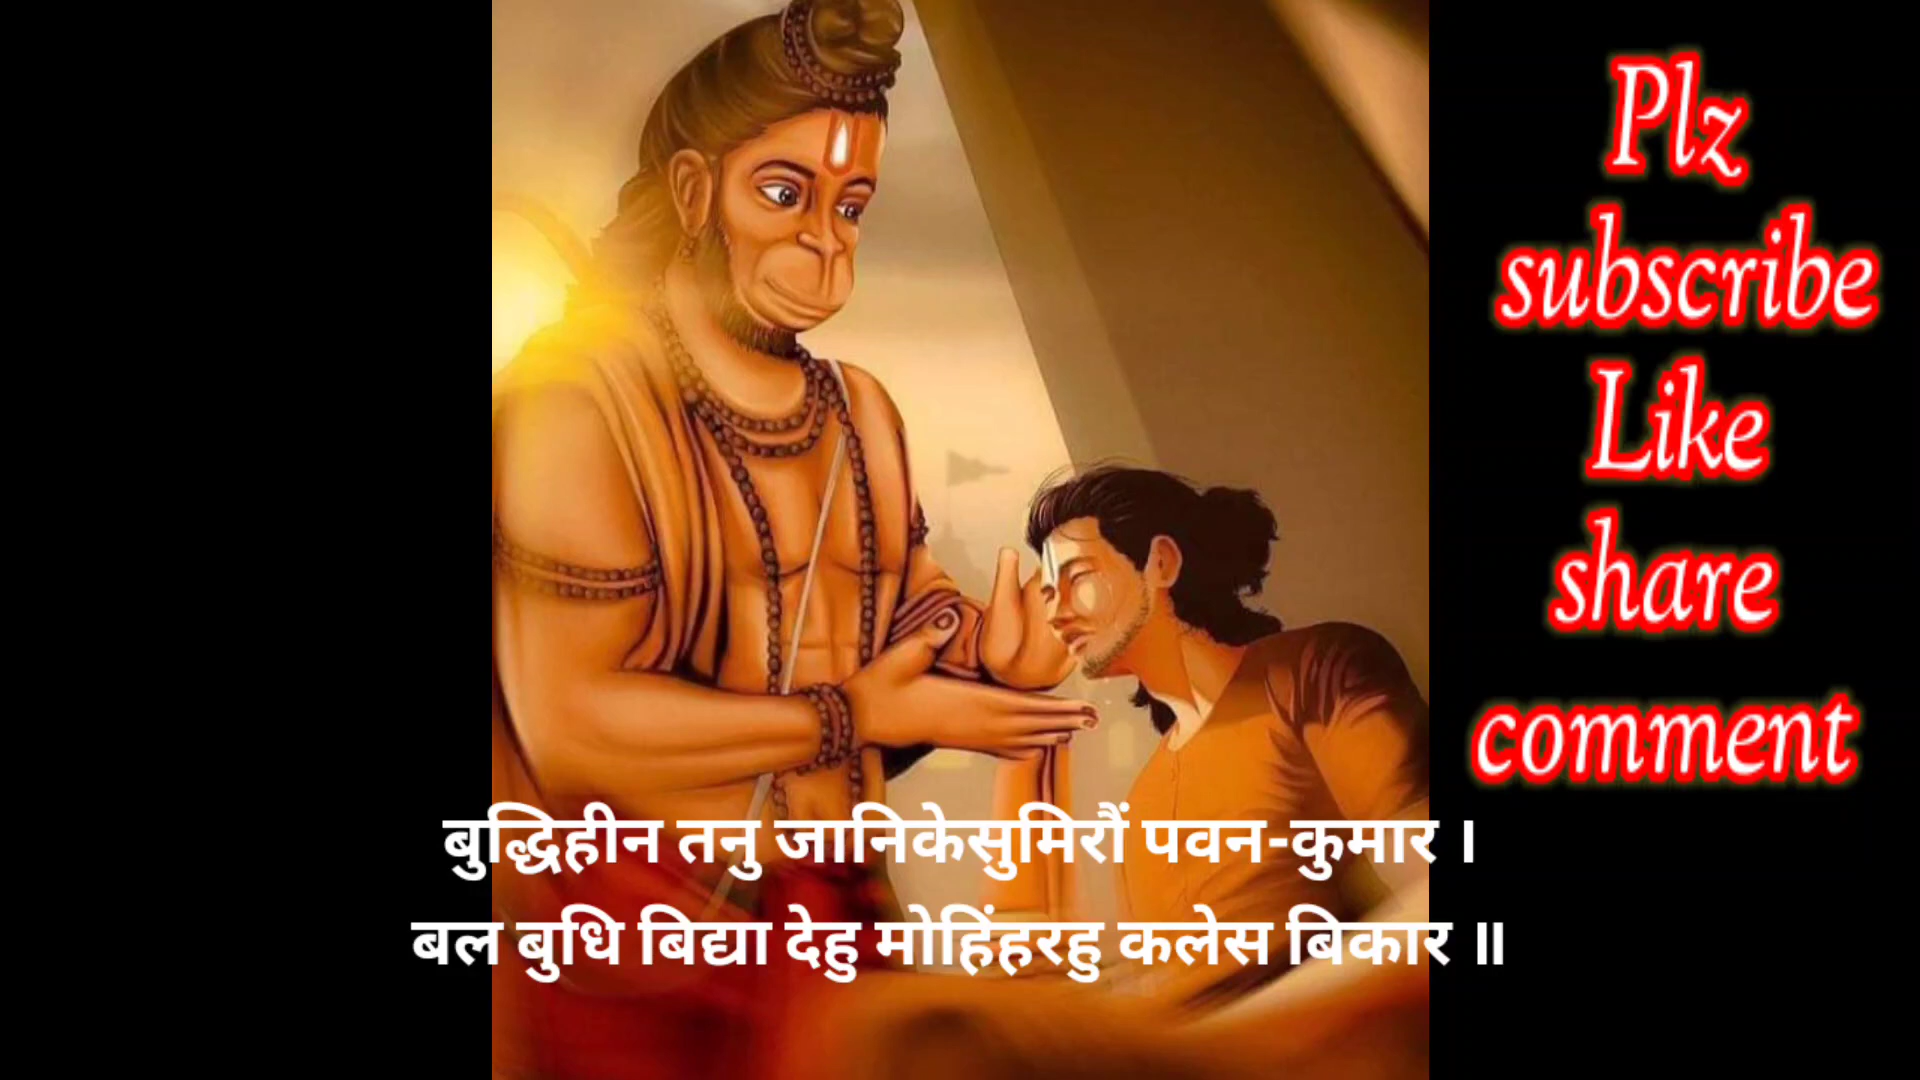 Plz
subscribe
Like
share
comment
बुद्धिहीन तनु जानिकेसुमिरौं पवन-कुमार ।
बल बुधि बिद्या देहु मोहिंहरहु कलेस बिकार ॥